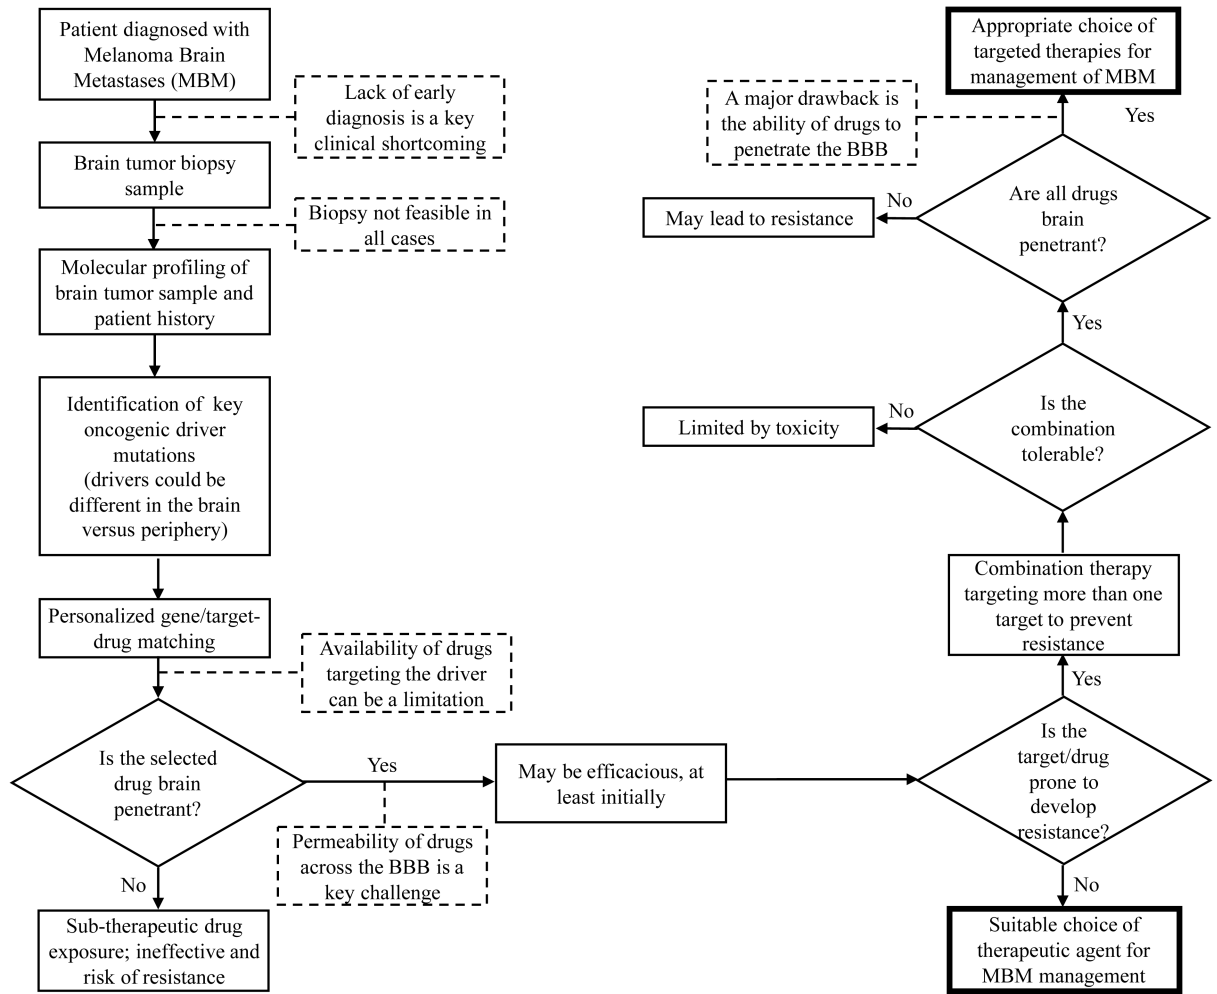 Patient diagnosed with
Melanoma Brain
Metastases (MBM)
Lack of early
diagnosis is a key
clinical shortcoming
Brain tumor biopsy
sample
Biopsy not feasible in
all cases
Molecular profiling of
brain tumor sample and
patient history
Identification of key
oncogenic driver
mutations
(drivers could be
different in the brain
versus periphery)
Personalized gene/target-
drug matching
Availability of drugs
targeting the driver
can be a limitation
Is the selected
drug brain
penetrant?
No
Sub-therapeutic drug
exposure; ineffective and
risk of resistance
Yes
Permeability of drugs
across the BBB is a
key challenge
May be efficacious, at
least initially
Is the
target/drug
prone to
develop
resistance?
No
Suitable choice of
therapeutic agent for
MBM management
Yes
Combination therapy
targeting more than one
target to prevent
resistance
Is the
combination
tolerable?
No
Limited by toxicity
Yes
Are all drugs
brain
penetrant?
No
May lead to resistance
Yes
A major drawback is
the ability of drugs to
penetrate the BBB
Appropriate choice of
targeted therapies for
management of MBM